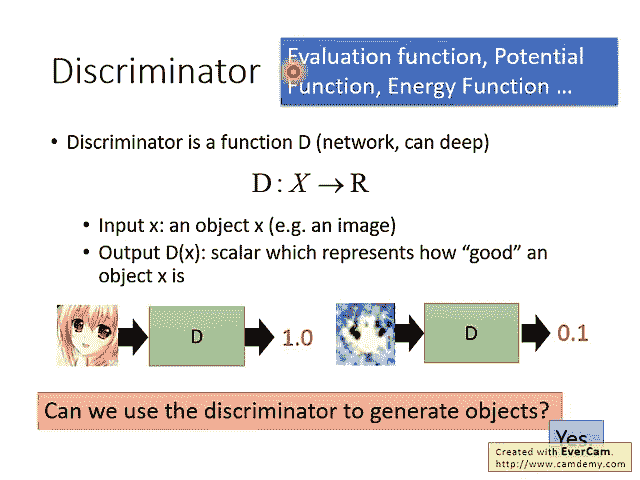 Discriminator
Evaluation function, Potential
Function, Energy Function …
• Discriminator is a function D (network, can deep)
D : X → R
• Input x: an object x (e.g. an image)
• Output D(x): scalar which represents how “good” an
object x is
D
1.0
D
0.1
Can we use the discriminator to generate objects?
Yes.
Created with EverCam.
http://www.camdemy.com